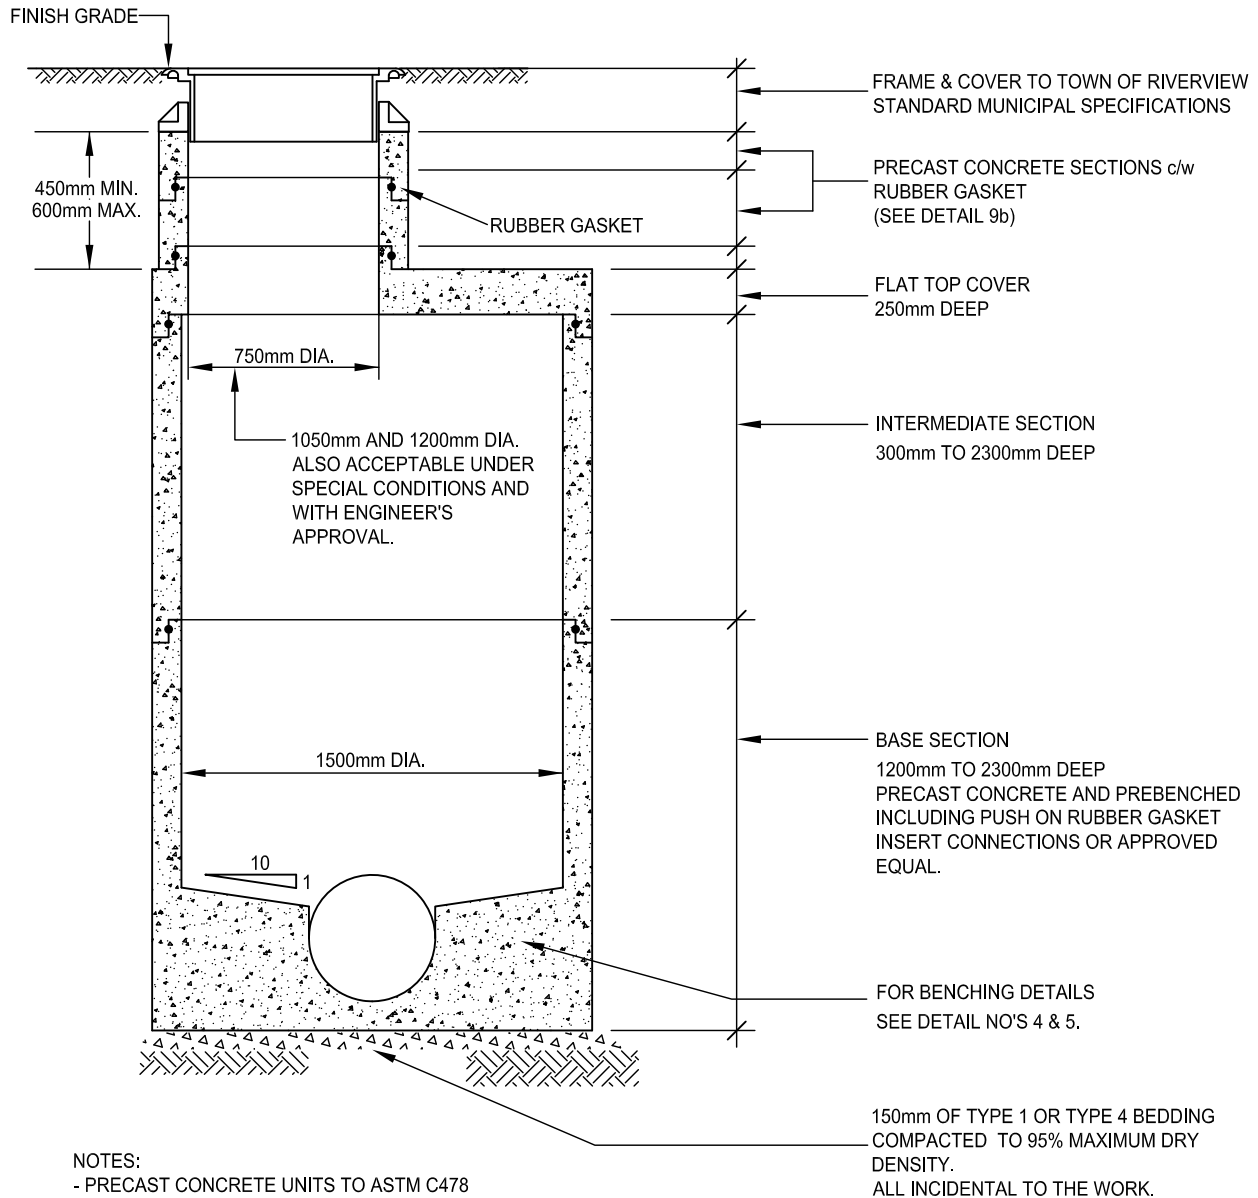 FINISH GRADE
FRAME & COVER TO TOWN OF RIVERVIEW
STANDARD MUNICIPAL SPECIFICATIONS
PRECAST CONCRETE SECTIONS c/w
RUBBER GASKET
(SEE DETAIL 9b)
450mm MIN.
600mm MAX.
RUBBER GASKET
FLAT TOP COVER
250mm DEEP
750mm DIA.
1050mm AND 1200mm DIA.
ALSO ACCEPTABLE UNDER
SPECIAL CONDITIONS AND
WITH ENGINEER'S
APPROVAL.
INTERMEDIATE SECTION
300mm TO 2300mm DEEP
1500mm DIA.
BASE SECTION
1200mm TO 2300mm DEEP
PRECAST CONCRETE AND PREBENCHED
INCLUDING PUSH ON RUBBER GASKET
INSERT CONNECTIONS OR APPROVED
EQUAL.
10
1
FOR BENCHING DETAILS
SEE DETAIL NO'S 4 & 5.
150mm OF TYPE 1 OR TYPE 4 BEDDING
COMPACTED TO 95% MAXIMUM DRY
DENSITY.
ALL INCIDENTAL TO THE WORK.
NOTES:
- PRECAST CONCRETE UNITS TO ASTM C478